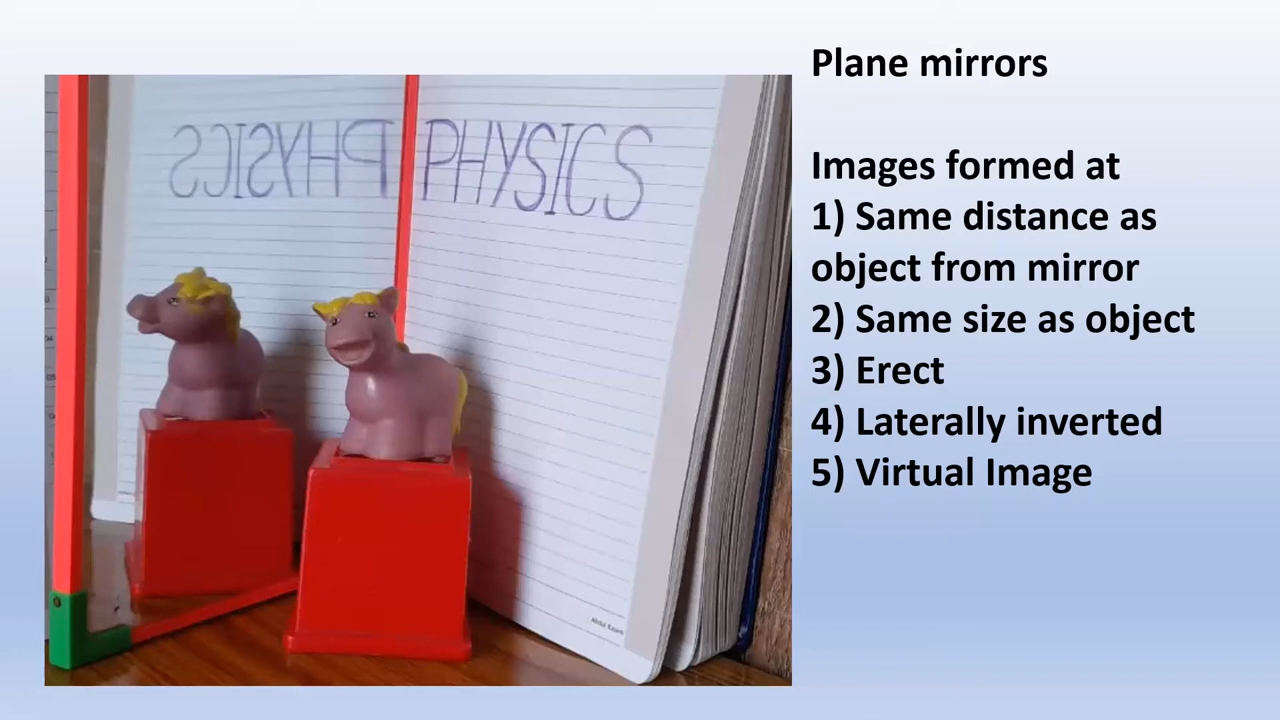 PHYSICS PHYSICS
Plane mirrors
Images formed at
1) Same distance as
object from mirror
2) Same size as object
3) Erect
4) Laterally inverted
5) Virtual Image